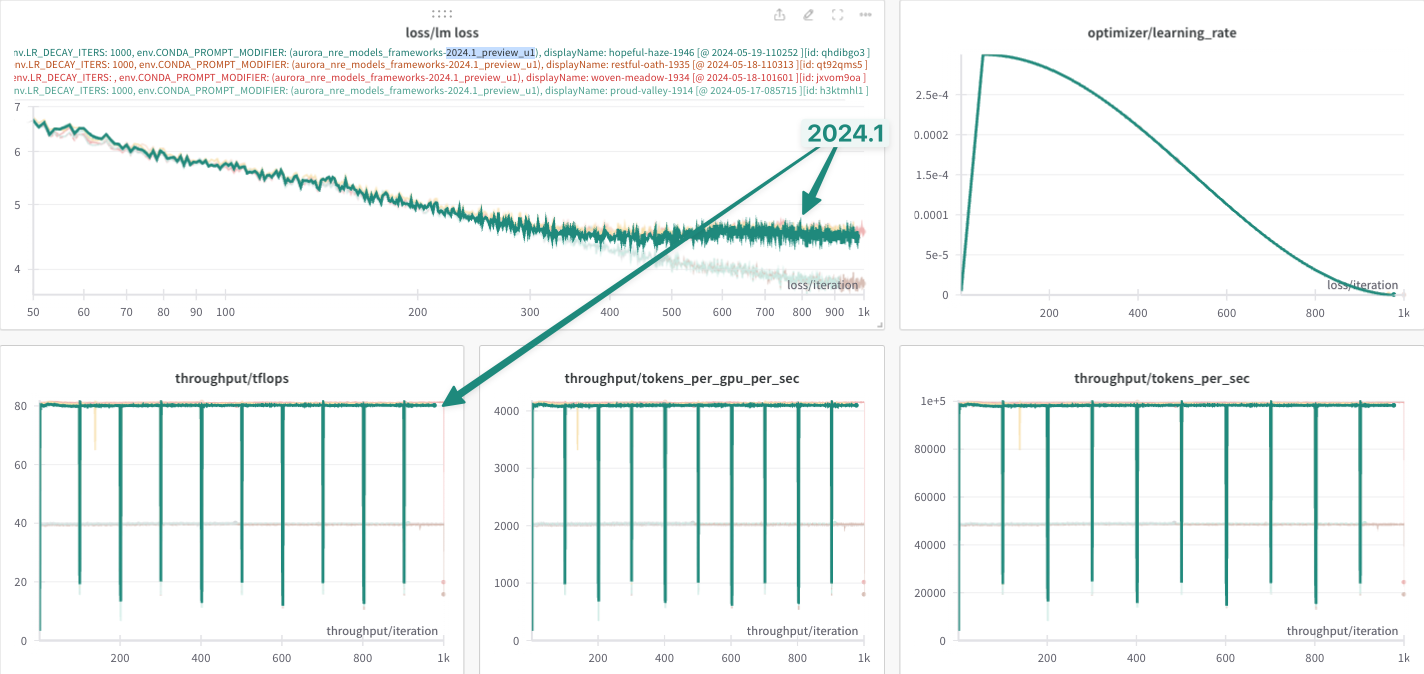 loss/lm loss
nv.LR_DECAY_ITERS: 1000, env.CONDA_PROMPT_MODIFIER: (aurora_nre_models_frameworks-2024.1_preview_u1), displayName: hopeful-haze-1946 [@ 2024-05-19-110252 ][id: qhdibgo3 ]
nv.LR_DECAY_ITERS: 1000, env.CONDA_PROMPT_MODIFIER: (aurora_nre_models_frameworks-2024.1_preview_u1), displayName: restful-oath-1935 [@ 2024-05-18-110313 ][id: qt92qms5 ]
env.LR_DECAY_ITERS: , env.CONDA_PROMPT_MODIFIER: (aurora_nre_models_frameworks-2024.1_preview_u1), displayName: woven-meadow-1934 [@ 2024-05-18-101601 ][id: jxvom9oa ]
nv.LR_DECAY_ITERS: 1000, env.CONDA_PROMPT_MODIFIER: (aurora_nre_models_frameworks-2024.1_preview_u1), displayName: proud-valley-1914 [@ 2024-05-17-085715 ][id: h3ktmhl1 ]
7
6
5
4
2024.1
loss/iteration
50 60 70 80 90 100 200 300 400 500 600 700 800 900 1k
optimizer/learning_rate
2.5e-4
0.0002
1.5e-4
0.0001
5e-5
0
loss/iteration
200 400 600 800 1k
throughput/tflops
80
60
40
20
0
throughput/iteration
200 400 600 800 1k
throughput/tokens_per_gpu_per_sec
4000
3000
2000
1000
0
throughput/iteration
200 400 600 800 1k
throughput/tokens_per_sec
1e+5
80000
60000
40000
20000
0
throughput/iteration
200 400 600 800 1k